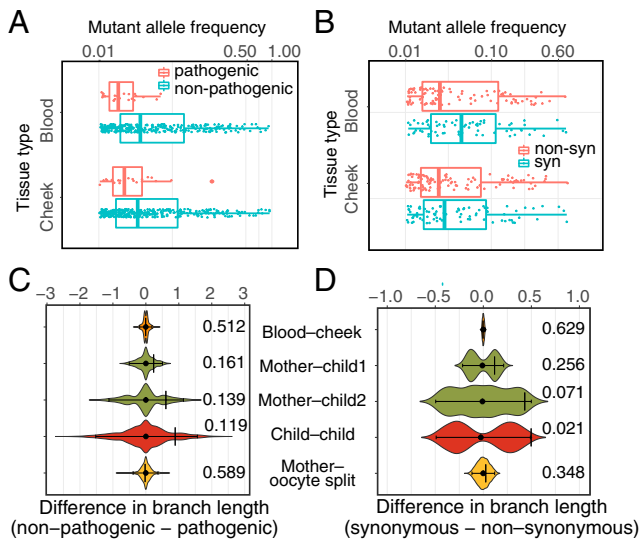 A
Mutant allele frequency
0.01
0.50
1.00
pathogenic
non-pathogenic
Tissue type
Blood
Cheek
B
Mutant allele frequency
0.01
0.10
0.60
non-syn
syn
Tissue type
Blood
Cheek
C
−3
−2
−1
0
1
2
3
0.512
0.161
0.139
0.119
0.589
Difference in branch length
(non−pathogenic − pathogenic)
Blood−cheek
Mother−child1
Mother−child2
Child−child
Mother−
oocyte split
D
−1.0
−0.5
0.0
0.5
1.0
0.629
0.256
0.071
0.021
0.348
Difference in branch length
(synonymous − non−synonymous)